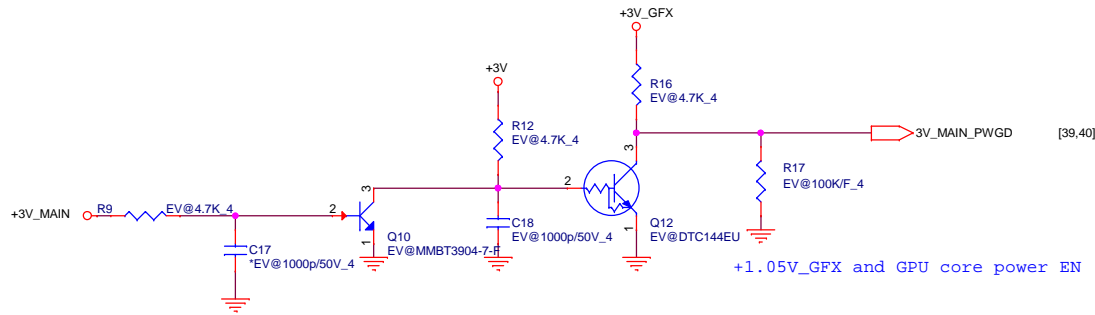 +3V_GFX
R16
EV@4.7K_4
+3V
R12
EV@4.7K_4
3
3V_MAIN_PWGD [39,40]
R17
EV@100K/F_4
2
3
+3V_MAIN
R9
EV@4.7K_4
2
1
C17
*EV@1000p/50V_4
Q10
EV@MMBT3904-7-F
C18
EV@1000p/50V_4
1
Q12
EV@DTC144EU
+1.05V_GFX and GPU core power EN